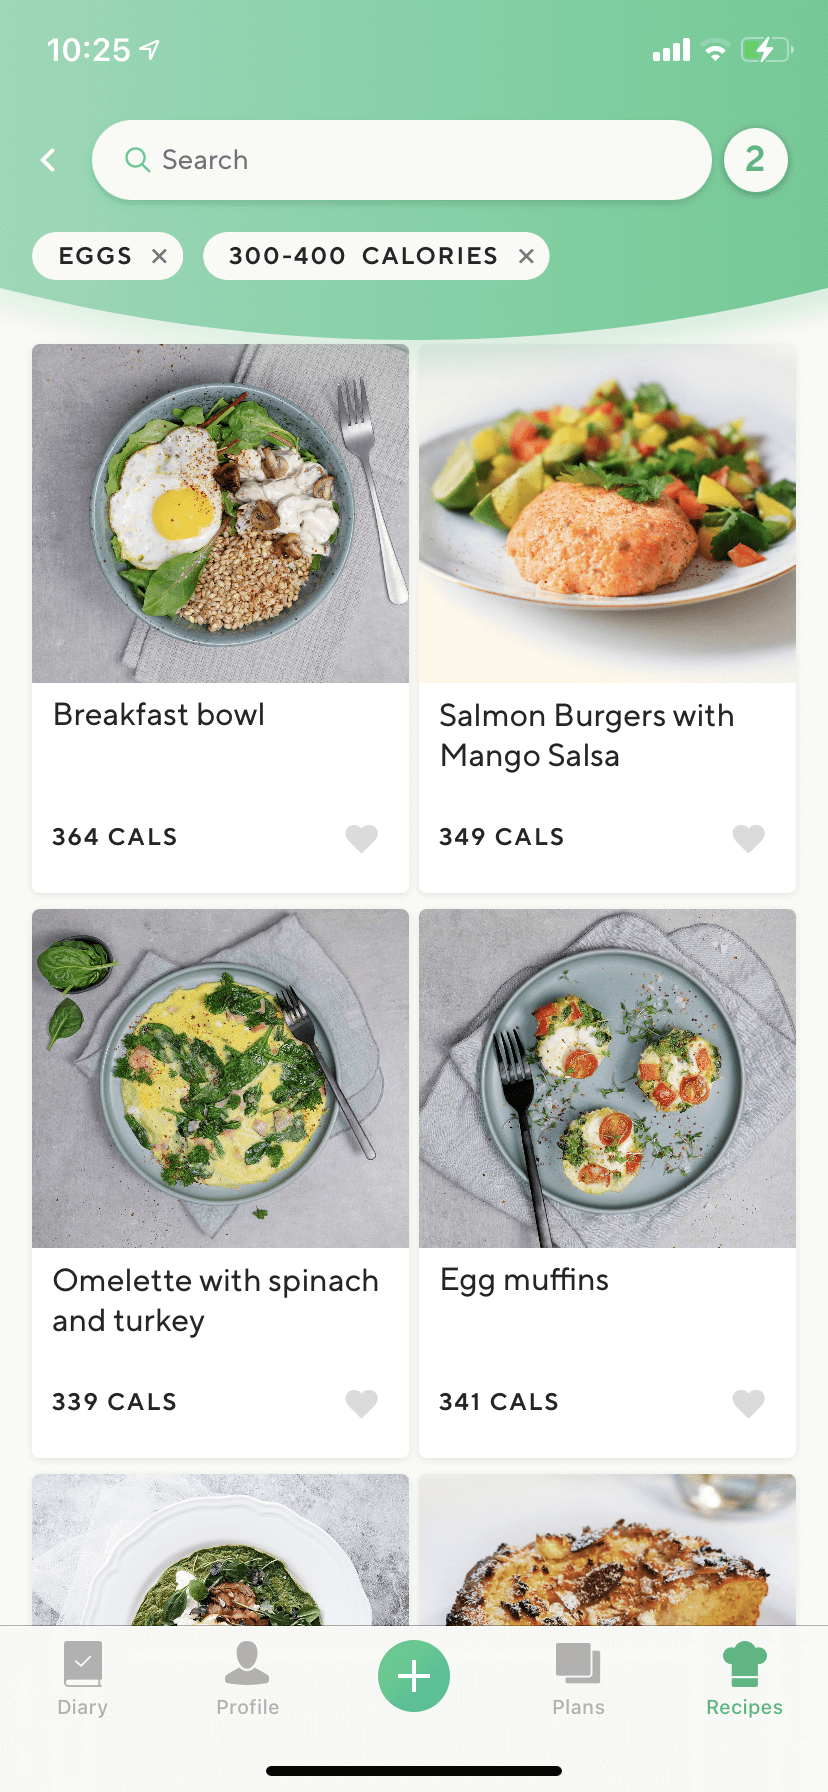 10:25
Search
2
EGGS ×
300-400 CALORIES ×
Breakfast bowl
364 CALS
Salmon Burgers with
Mango Salsa
349 CALS
Omelette with spinach
and turkey
339 CALS
Egg muffins
341 CALS
Diary
Profile
Plans
Recipes